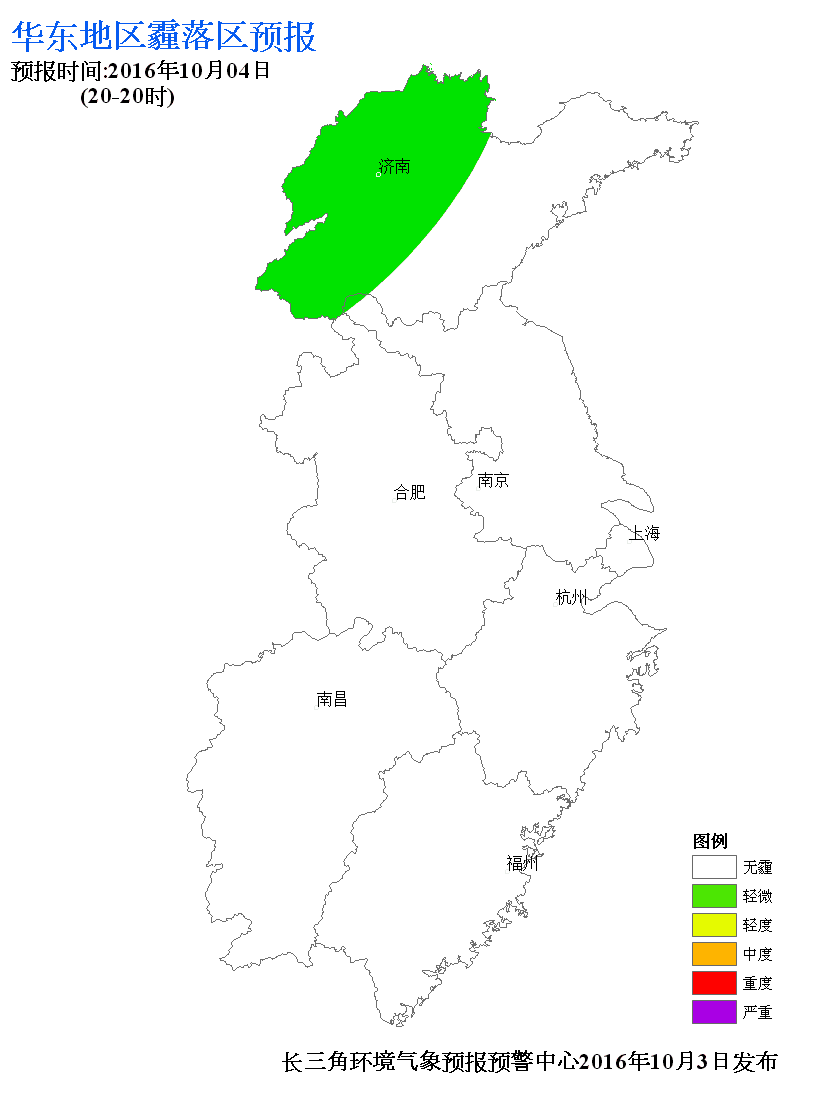 华东地区霾落区预报
预报时间:2016年10月04日
(20-20时)
济南
南京
合肥
上海
杭州
南昌
福州
图例
无霾
轻微
轻度
中度
重度
严重
长三角环境气象预报预警中心2016年10月3日发布